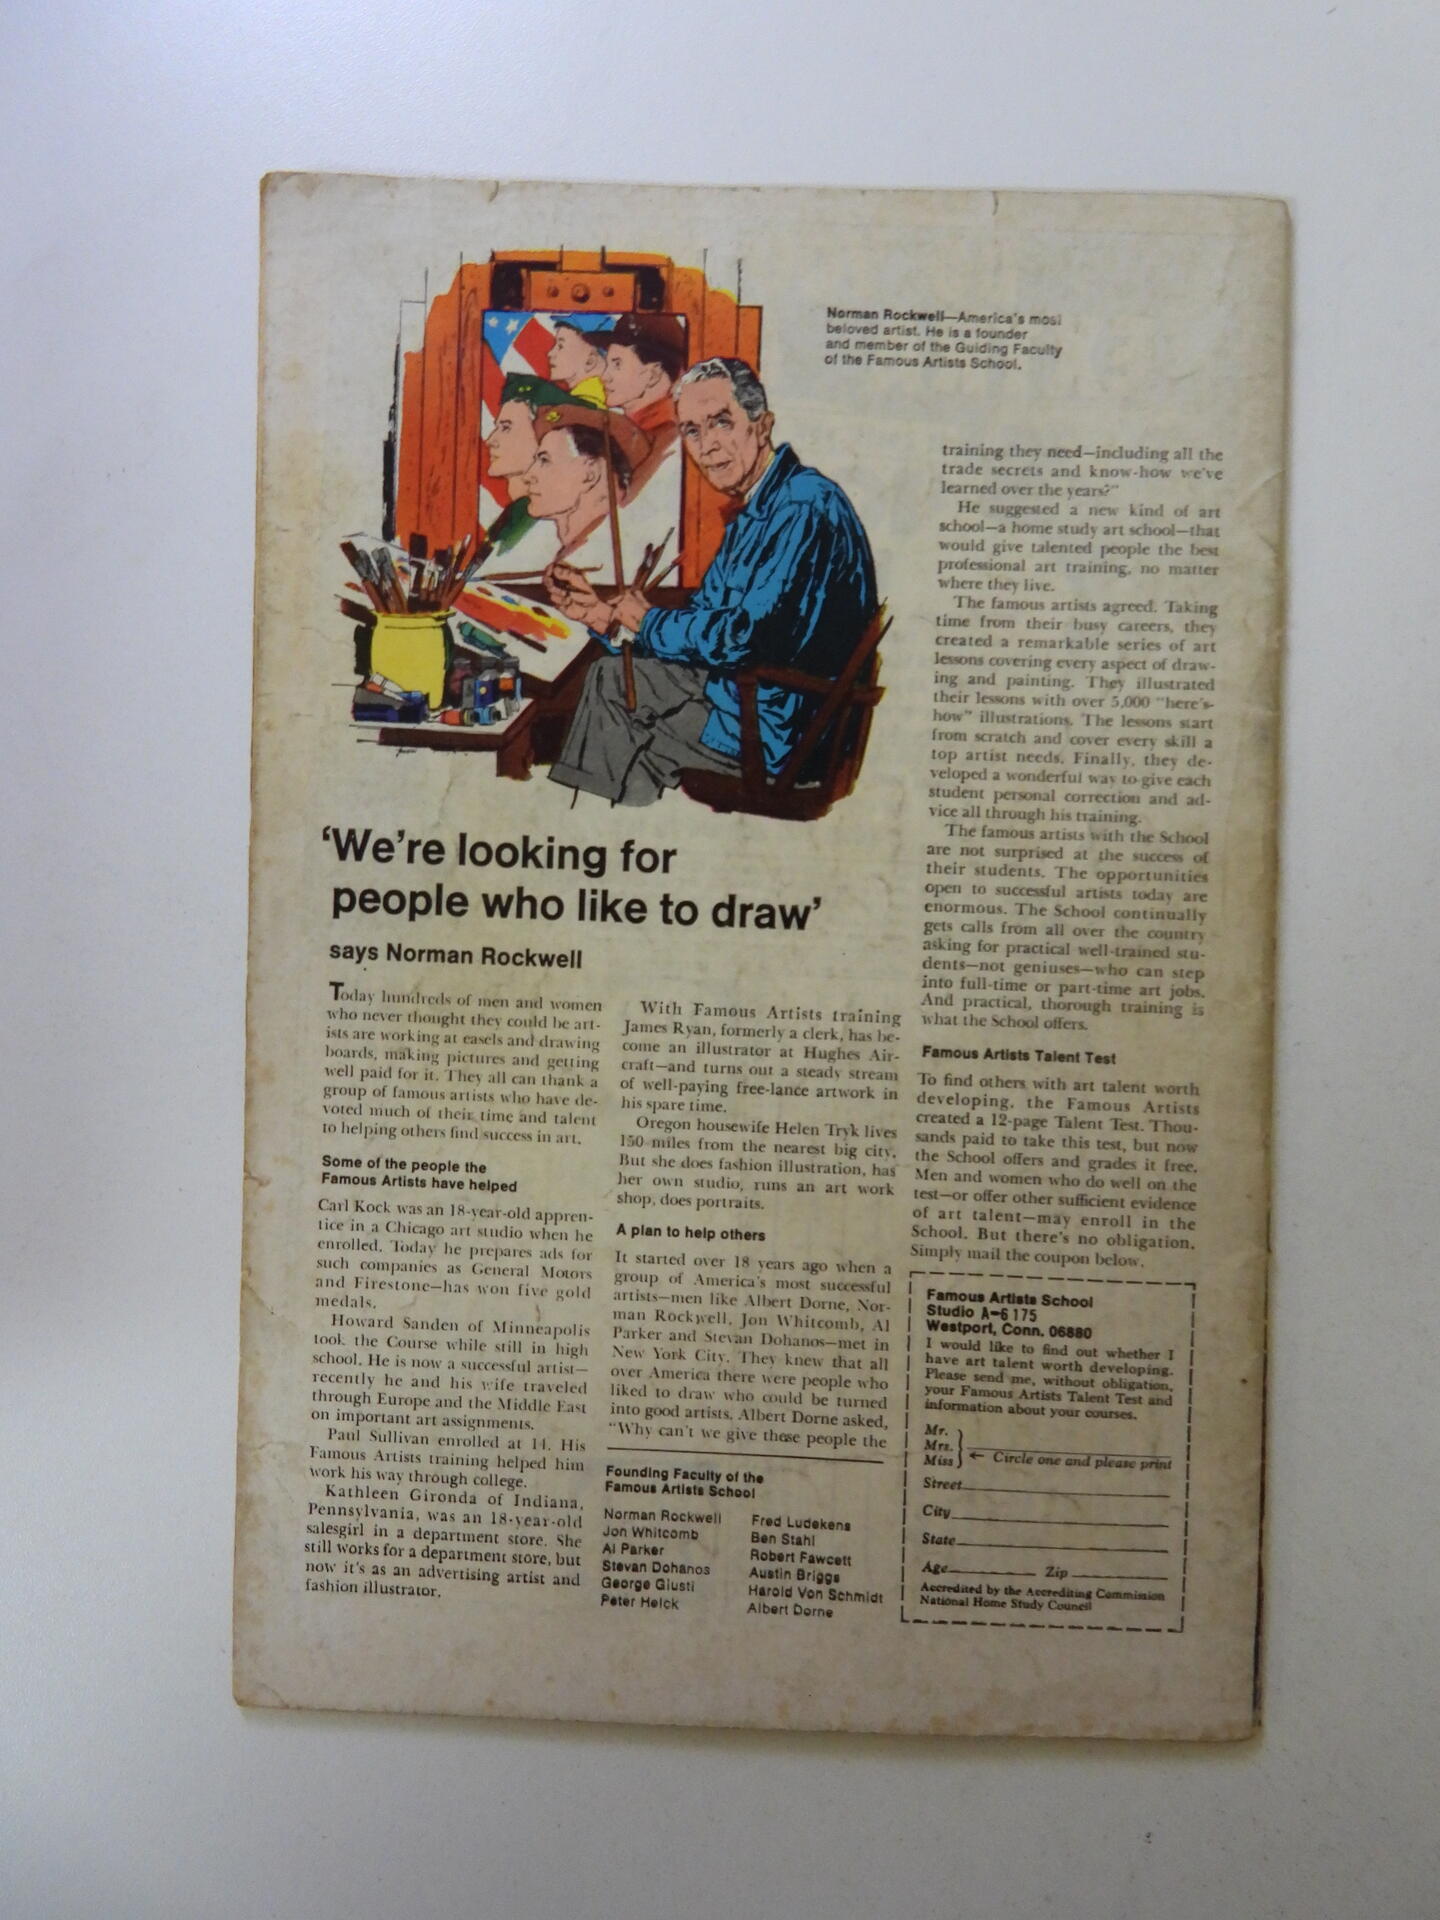 Norman Rockwell—America's most
beloved artist. He is a founder
and member of the Guiding Faculty
of the Famous Artists School.
'We're looking for
people who like to draw'
says Norman Rockwell
Today hundreds of men and women
who never thought they could be art-
ists are working at easels and drawing
boards, making pictures and getting
well paid for it. They all can thank a
group of famous artists who have de-
voted much of their time and talent
to helping others find success in art.
Some of the people the
Famous Artists have helped
Carl Kock was an 18-year-old appren-
tice in a Chicago art studio when he
enrolled. Today he prepares ads for
such companies as General Motors
and Firestone—has won five gold
medals.
Howard Sanden of Minneapolis
took the Course while still in high
school. He is now a successful artist—
recently he and his wife traveled
through Europe and the Middle East
on important art assignments.
Paul Sullivan enrolled at 14. His
Famous Artists training helped him
work his way through college.
Kathleen Gironda of Indiana,
Pennsylvania, was an 18-year-old
salesgirl in a department store. She
still works for a department store, but
now it's as an advertising artist and
fashion illustrator.
With Famous Artists training
James Ryan, formerly a clerk, has be-
come an illustrator at Hughes Air-
craft—and turns out a steady stream
of well-paying free-lance artwork in
his spare time.
Oregon housewife Helen Tryk lives
150 miles from the nearest big city.
But she does fashion illustration, has
her own studio, runs an art work
shop, does portraits.
A plan to help others
It started over 18 years ago when a
group of America's most successful
artists—men like Albert Dorne, Nor-
man Rockwell, Jon Whitcomb, Al
Parker and Stevan Dohanos—met in
New York City. They knew that all
over America there were people who
liked to draw who could be turned
into good artists. Albert Dorne asked,
"Why can't we give these people the
Founding Faculty of the
Famous Artists School
Norman Rockwell
Jon Whitcomb
Al Parker
Stevan Dohanos
George Giusti
Peter Helck
Fred Ludekens
Ben Stahl
Robert Fawcett
Austin Briggs
Harold Von Schmidt
Albert Dorne
training they need—including all the
trade secrets and know-how we've
learned over the years?"
He suggested a new kind of art
school—a home study art school—that
would give talented people the best
professional art training, no matter
where they live.
The famous artists agreed. Taking
time from their busy careers, they
created a remarkable series of art
lessons covering every aspect of draw-
ing and painting. They illustrated
their lessons with over 5,000 "here's-
how" illustrations. The lessons start
from scratch and cover every skill a
top artist needs. Finally, they de-
veloped a wonderful way to give each
student personal correction and ad-
vice all through his training.
The famous artists with the School
are not surprised at the success of
their students. The opportunities
open to successful artists today are
enormous. The School continually
gets calls from all over the country
asking for practical well-trained stu-
dents—not geniuses—who can step
into full-time or part-time art jobs.
And practical, thorough training is
what the School offers.
Famous Artists Talent Test
To find others with art talent worth
developing, the Famous Artists
created a 12-page Talent Test. Thou-
sands paid to take this test, but now
the School offers and grades it free.
Men and women who do well on the
test—or offer other sufficient evidence
of art talent—may enroll in the
School. But there's no obligation.
Simply mail the coupon below.
Famous Artists School
Studio A-6175
Westport, Conn. 06880
I would like to find out whether I
have art talent worth developing.
Please send me, without obligation,
your Famous Artists Talent Test and
information about your courses.
Mr.
Mrs.
Miss ← Circle one and please print
Street
City
State
Age Zip
Accredited by the Accrediting Commission
National Home Study Council